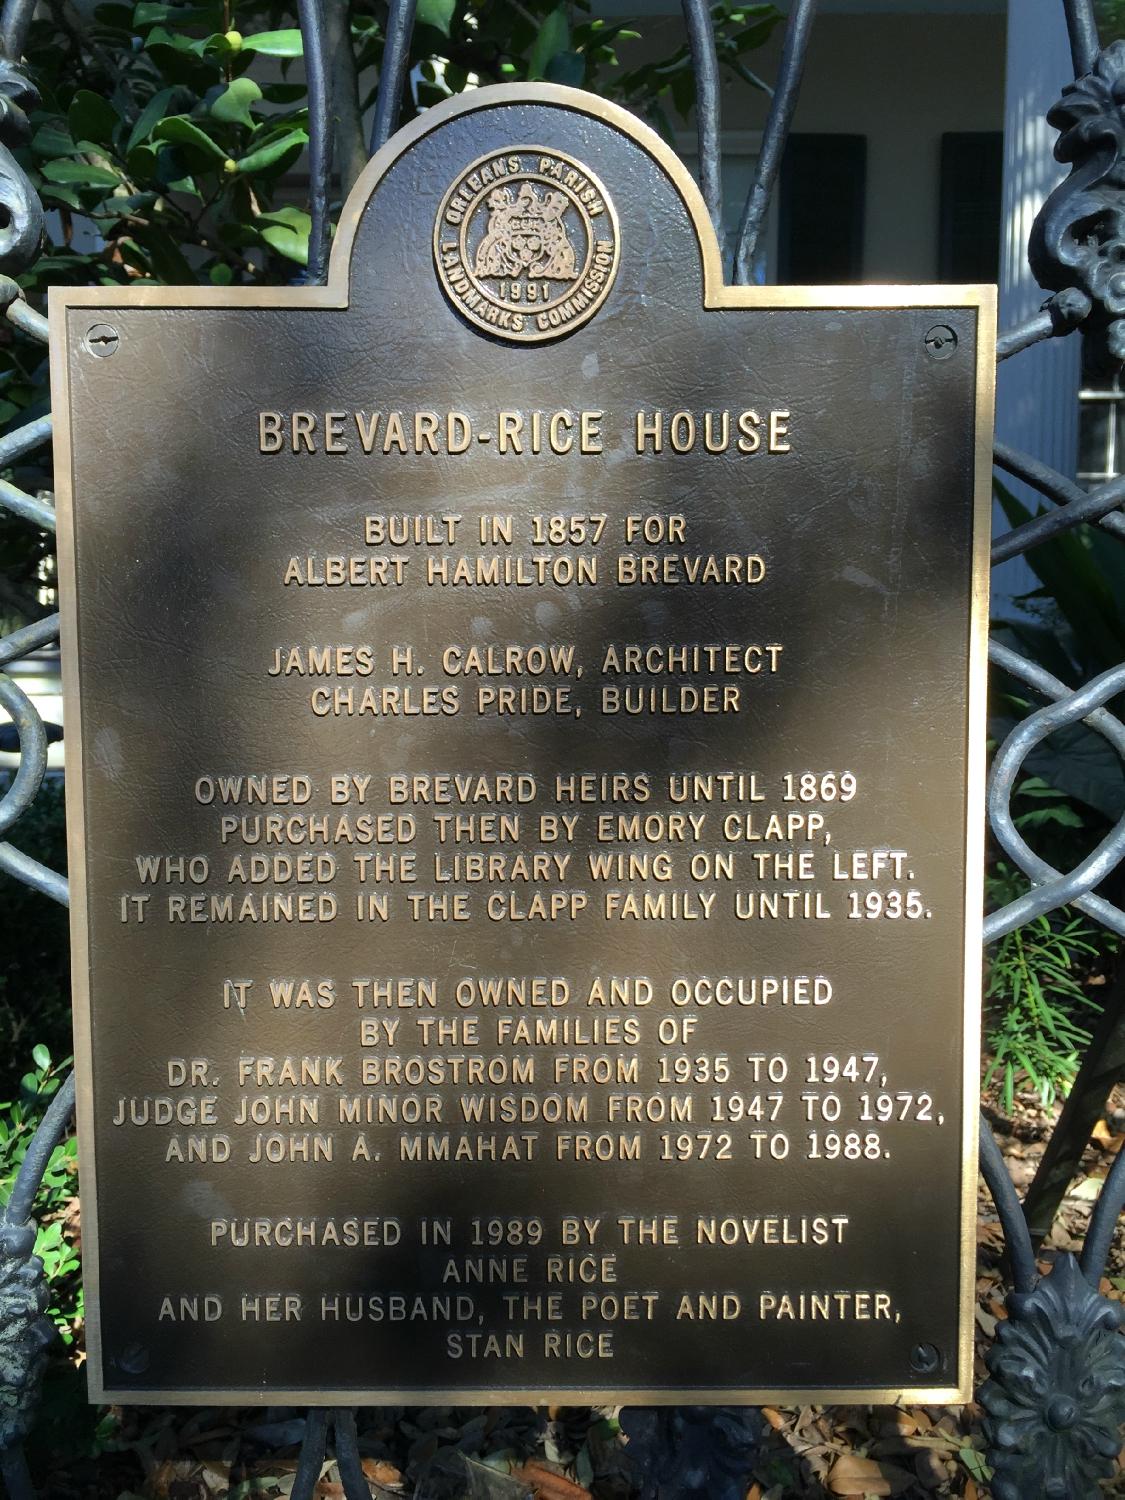 ORLEANS PARISH
LANDMARKS COMMISSION
1991
BREVARD-RICE HOUSE
BUILT IN 1857 FOR
ALBERT HAMILTON BREVARD
JAMES H. CALROW, ARCHITECT
CHARLES PRIDE, BUILDER
OWNED BY BREVARD HEIRS UNTIL 1869
PURCHASED THEN BY EMORY CLAPP,
WHO ADDED THE LIBRARY WING ON THE LEFT.
IT REMAINED IN THE CLAPP FAMILY UNTIL 1935.
IT WAS THEN OWNED AND OCCUPIED
BY THE FAMILIES OF
DR. FRANK BROSTROM FROM 1935 TO 1947,
JUDGE JOHN MINOR WISDOM FROM 1947 TO 1972,
AND JOHN A. MMAHAT FROM 1972 TO 1988.
PURCHASED IN 1989 BY THE NOVELIST
ANNE RICE
AND HER HUSBAND, THE POET AND PAINTER,
STAN RICE